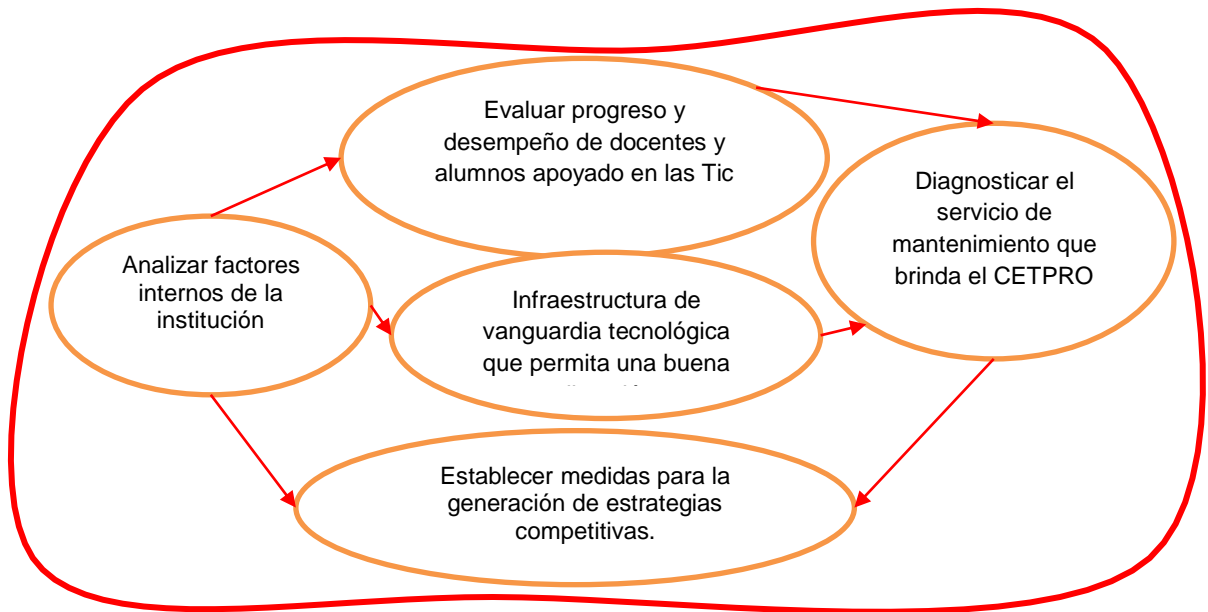 Evaluar progreso y
desempeño de docentes y
alumnos apoyado en las Tic
Diagnosticar el
servicio de
mantenimiento que
brinda el CETPRO
Analizar factores
internos de la
institución
Infraestructura de
vanguardia tecnológica
que permita una buena
Establecer medidas para la
generación de estrategias
competitivas.